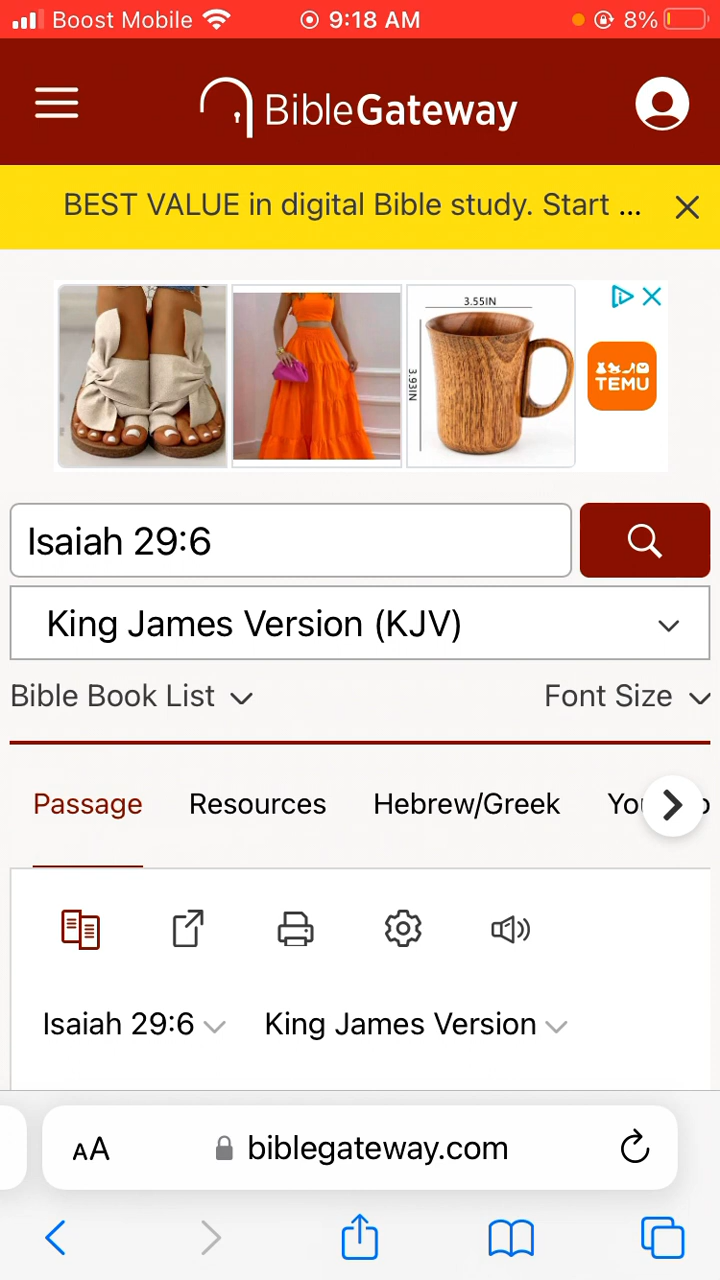 Boost Mobile 9:18 AM 8%
BibleGateway
BEST VALUE in digital Bible study. Start ...
3.55IN
3.93IN
TEMU
Isaiah 29:6
King James Version (KJV)
Bible Book List Font Size
Passage Resources Hebrew/Greek
Isaiah 29:6 King James Version
AA biblegateway.com